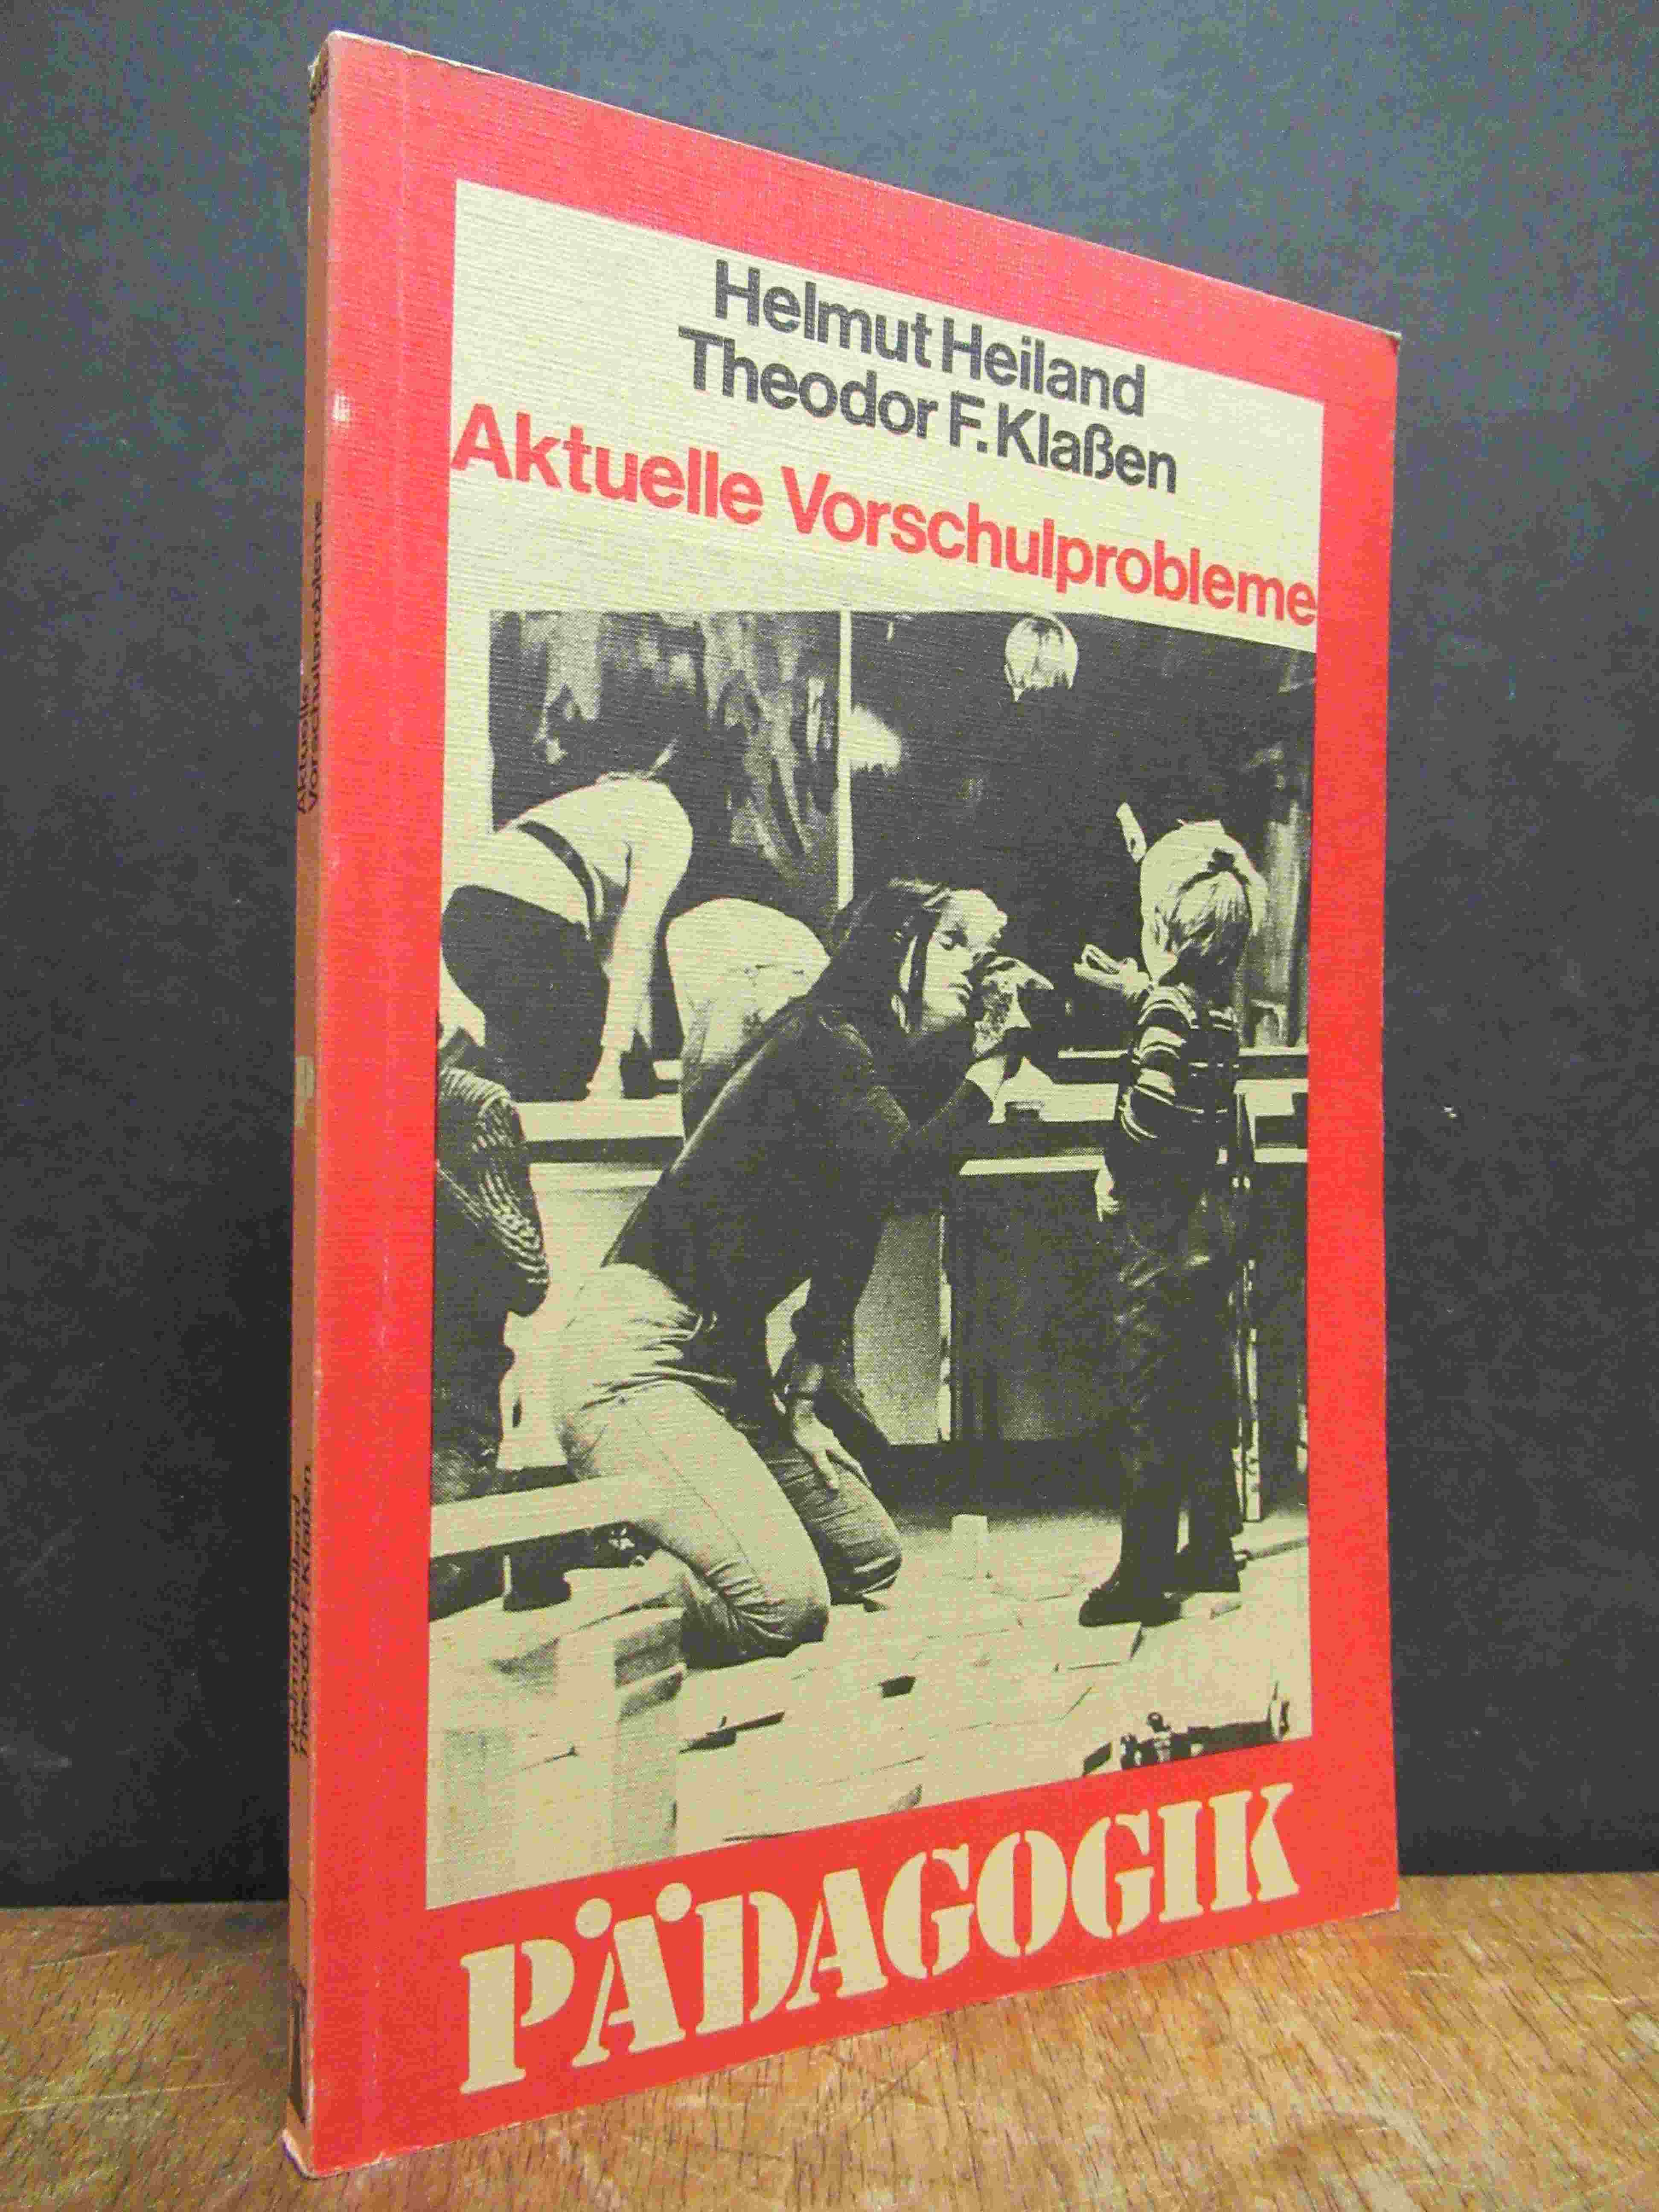 Helmut Heiland
Theodor F. Klaßen
Aktuelle Vorschulprobleme
PÄDAGOGIK
Aktuelle
Vorschulprobleme
Helmut Heiland
Theodor F. Klaßen